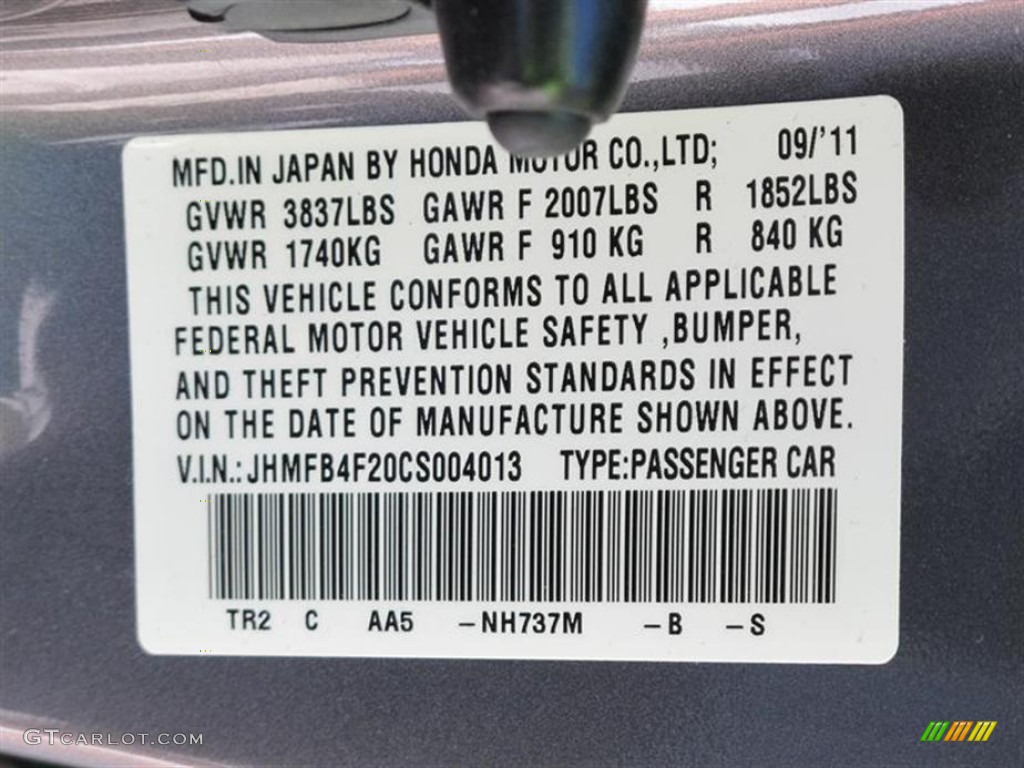 MFD.IN JAPAN BY HONDA MOTOR CO.,LTD; 09/'11
GVWR 3837LBS GAWR F 2007LBS R 1852LBS
GVWR 1740KG GAWR F 910 KG R 840 KG
THIS VEHICLE CONFORMS TO ALL APPLICABLE
FEDERAL MOTOR VEHICLE SAFETY ,BUMPER,
AND THEFT PREVENTION STANDARDS IN EFFECT
ON THE DATE OF MANUFACTURE SHOWN ABOVE.
V.I.N.: JHMFB4F20CS004013 TYPE:PASSENGER CAR
TR2 C AA5 -NH737M -B -S
GTCARLOT.COM